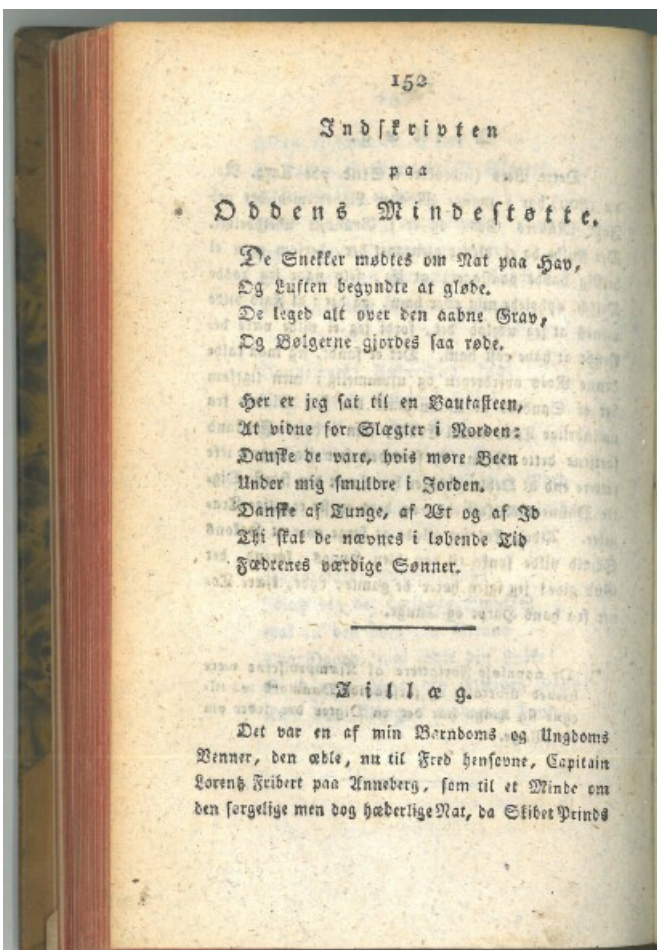 152
Indskrivten
paa
Oddens Mindestøtte.
De Snekker mødtes om Nat paa Hav,
Og Luften begyndte at gløde.
De leged alt over den aabne Grav,
Og Bølgerne gjordes saa røde.
Her er jeg sat til en Bautasteen,
At vidne for Slægter i Norden:
Danske de vare, hvis møre Been
Under mig smuldre i Jorden.
Danske af Tunge, af Æt og af Id
Thi skal de nævnes i løbende Tid
Fædrenes værdige Sønner.
Tillæg.
Det var en af min Barndoms og Ungdoms
Venner, den ædle, nu til Fred hensovne, Capitain
Lorentz Fribert paa Anneberg, som til et Minde om
den sørgelige men dog hæderlige Nat, da Skibet Prinds